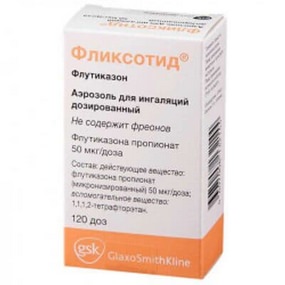 Фликсотид®
Флутиказон
Аэрозоль для ингаляций
дозированный
Не содержит фреонов
Флутиказона пропионат
50 мкг/доза
Состав: действующее вещество:
флутиказона пропионат
(микронизированный) 50 мкг/доза;
вспомогательное вещество:
1,1,1,2-тетрафторэтан.
120 доз
gsk
GlaxoSmithKline